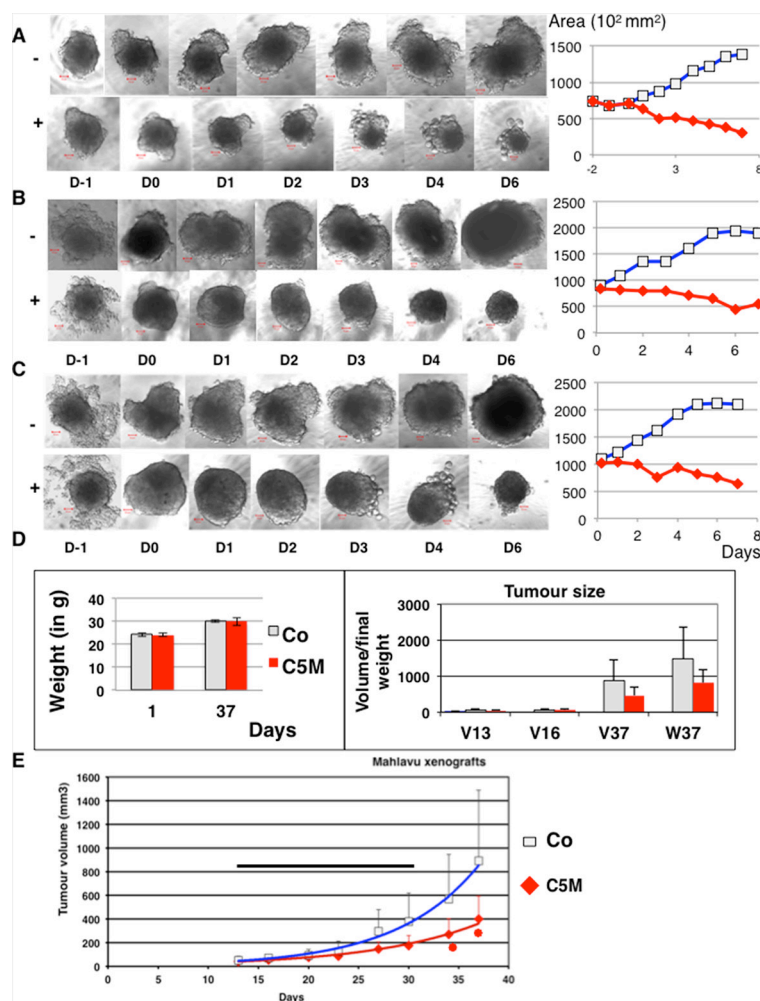 A
Area (10² mm²)
-
+
1500
1000
500
0
-2 3 8
D-1 D0 D1 D2 D3 D4 D6
B
-
+
2500
2000
1500
1000
500
0
0 2 4 6 8
D-1 D0 D1 D2 D3 D4 D6
C
-
+
2500
2000
1500
1000
500
0
0 2 4 6 8
Days
D-1 D0 D1 D2 D3 D4 D6
D
Weight (in g)
40
30
20
10
0
1 37
Days
Co
C5M
Tumour size
Volume/final
weight
3000
2000
1000
0
V13 V16 V37 W37
E
Mahlavu xenografts
Tumour volume (mm3)
1600
1400
1200
1000
800
600
400
200
0
0 5 10 15 20 25 30 35 40
Days
Co
C5M